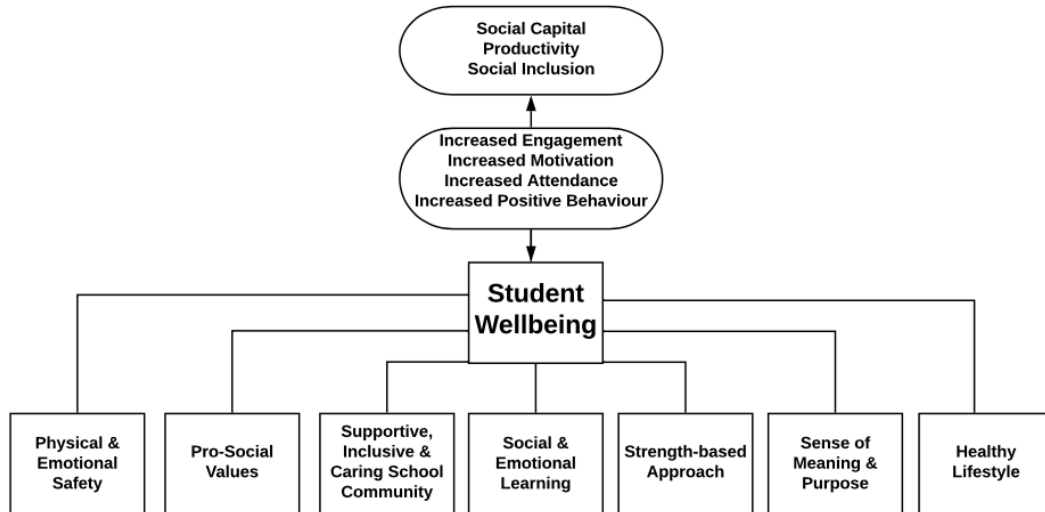 Social Capital
Productivity
Social Inclusion
Increased Engagement
Increased Motivation
Increased Attendance
Increased Positive Behaviour
Student
Wellbeing
Physical &
Emotional
Safety
Pro-Social
Values
Supportive,
Inclusive &
Caring School
Community
Social &
Emotional
Learning
Strength-based
Approach
Sense of
Meaning &
Purpose
Healthy
Lifestyle